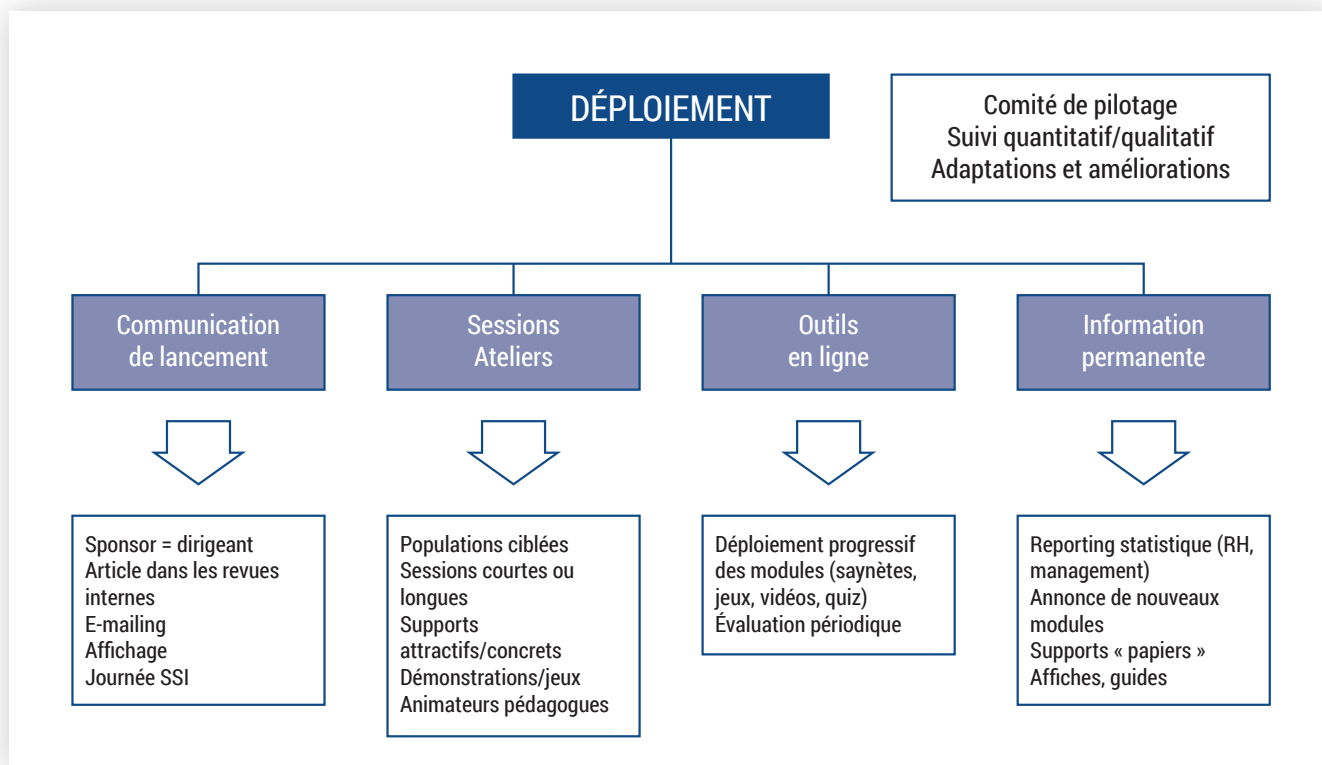 DÉPLOIEMENT
Comité de pilotage
Suivi quantitatif/qualitatif
Adaptations et améliorations
Communication
de lancement
Sessions
Ateliers
Outils
en ligne
Information
permanente
Sponsor = dirigeant
Article dans les revues
internes
E-mailing
Affichage
Journée SSI
Populations ciblées
Sessions courtes ou
longues
Supports
attractifs/concrets
Démonstrations/jeux
Animateurs pédagogues
Déploiement progressif
des modules (saynètes,
jeux, vidéos, quiz)
Évaluation périodique
Reporting statistique (RH,
management)
Annonce de nouveaux
modules
Supports « papiers »
Affiches, guides